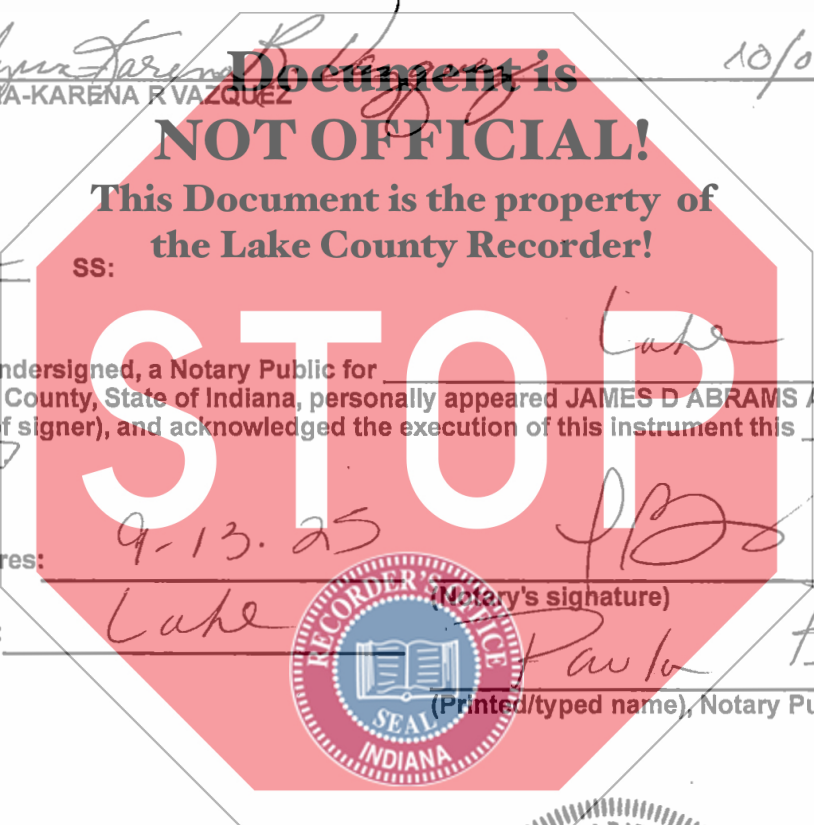 10/0
Document is
A-KARENA R VAZQUEZ
NOT OFFICIAL!
This Document is the property of
the Lake County Recorder!
SS:
STOP
Lake
ndersigned, a Notary Public for
County, State of Indiana, personally appeared JAMES D ABRAMS A
f signer), and acknowledged the execution of this instrument this
9-13-25
res:
(Notary's signature)
Lake
Paula
(Printed/typed name), Notary Pu
RECORDER'S OFFICE
SEAL
INDIANA